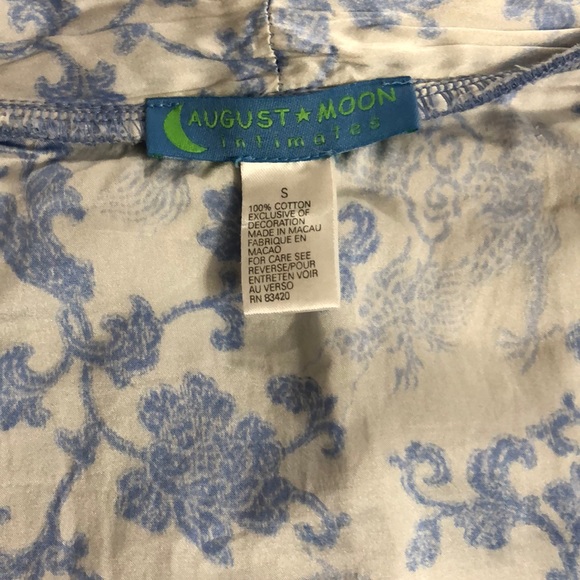 AUGUST★MOON
intimates
S
100% COTTON
EXCLUSIVE OF
DECORATION
MADE IN MACAU
FABRIQUE EN
MACAO
FOR CARE SEE
REVERSE/POUR
ENTRETEN VOIR
AU VERSO
RN 83420